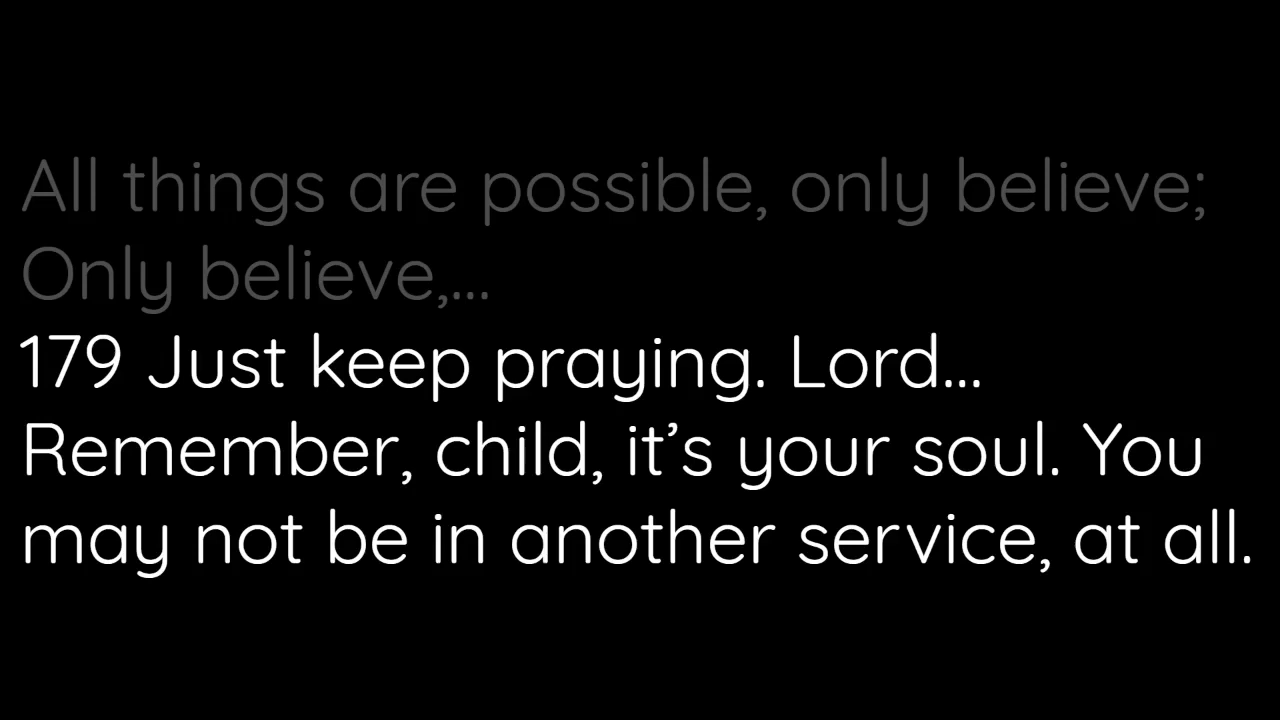 All things are possible, only believe;
Only believe,...
179 Just keep praying. Lord...
Remember, child, it’s your soul. You
may not be in another service, at all.